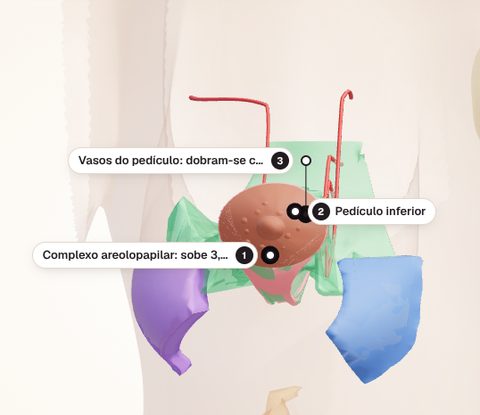 Vasos do pedículo: dobram-se c... 3
2 Pedículo inferior
Complexo areolopapilar: sobe 3,... 1